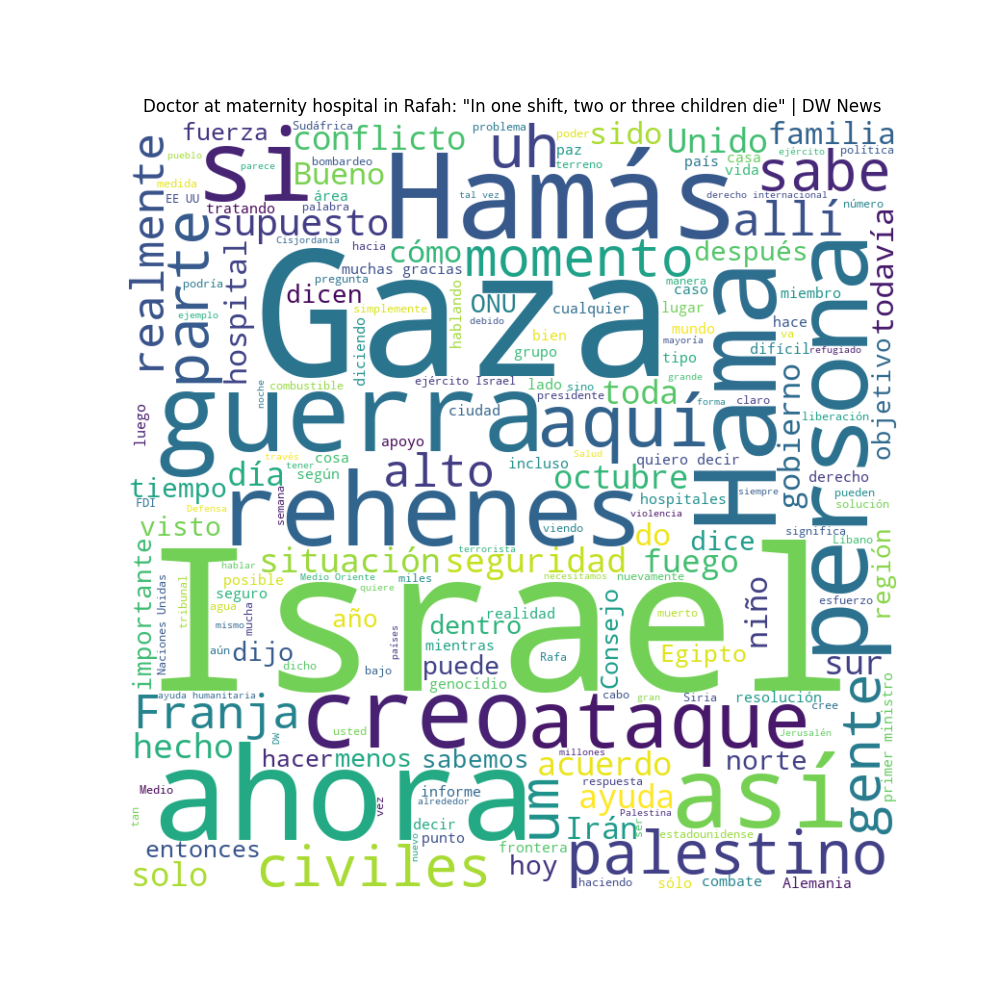 Doctor at maternity hospital in Rafah: "In one shift, two or three children die" | DW News
fuerza
Sudáfrica
conflicto
problema
uh
poder
sido
Unido
familia
pueblo
parece
si
bombardeo
Bueno
Hamás
paz
terreno
país
casa
vida
ejército
política
sabe
realmente
medida
EE UU
tratando
área
palabra
tal vez
derecho internacional
número
parte
supuesto
allí
todavía
Cisjordania
hacia
cómo
momento
después
persona
hospital
podría
ejemplo
dicen
pregunta
muchas gracias
simplemente
Gaza
hablando
ONU
debido
cualquier
manera
caso
lugar
Hama
miembro
hace
va
objetivo
diciendo
bien
grupo
mundo
mayoría
tipo
difícil
refugiado
noche
combustible
ejército Israel
lado
sino
presidente
toda
grande
forma
claro
gobierno
liberación
luego
guerra
ciudad
aquí
apoyo
través
tener
cosa
según
día
alto
incluso
Salud
quiero decir
octubre
hospitales
siempre
derecho
pueden
solución
tiempo
FDI
Defensa
semana
rehenes
violencia
visto
viendo
do
dice
significa
Líbano
región
importante
hablar
situación
terrorista
seguridad
fuego
Naciones Unidas
tribunal
posible
seguro
agua
mismo
mucha
Medio Oriente
quiere
miles
necesitamos
nuevamente
Israel
niño
esfuerzo
año
países
dentro
realidad
mientras
Consejo
muerto
aún
dijo
dicho
bajo
puede
Rafa
Egipto
sur
genocidio
ayuda humanitaria
cabo
gran
Siria
resolución
cree
gente
primer ministro
Franja
DW
creo
usted
ataque
Jerusalén
hecho
hacer
menos
sabemos
millones
acuerdo
norte
Medio
tan
ahora
vez
informe
alrededor
um
respuesta
ayuda
Palestina
así
decir
punto
nuevo
Irán
ser
estadounidense
entonces
frontera
palestino
solo
civiles
hoy
haciendo
sólo
combate
Alemania